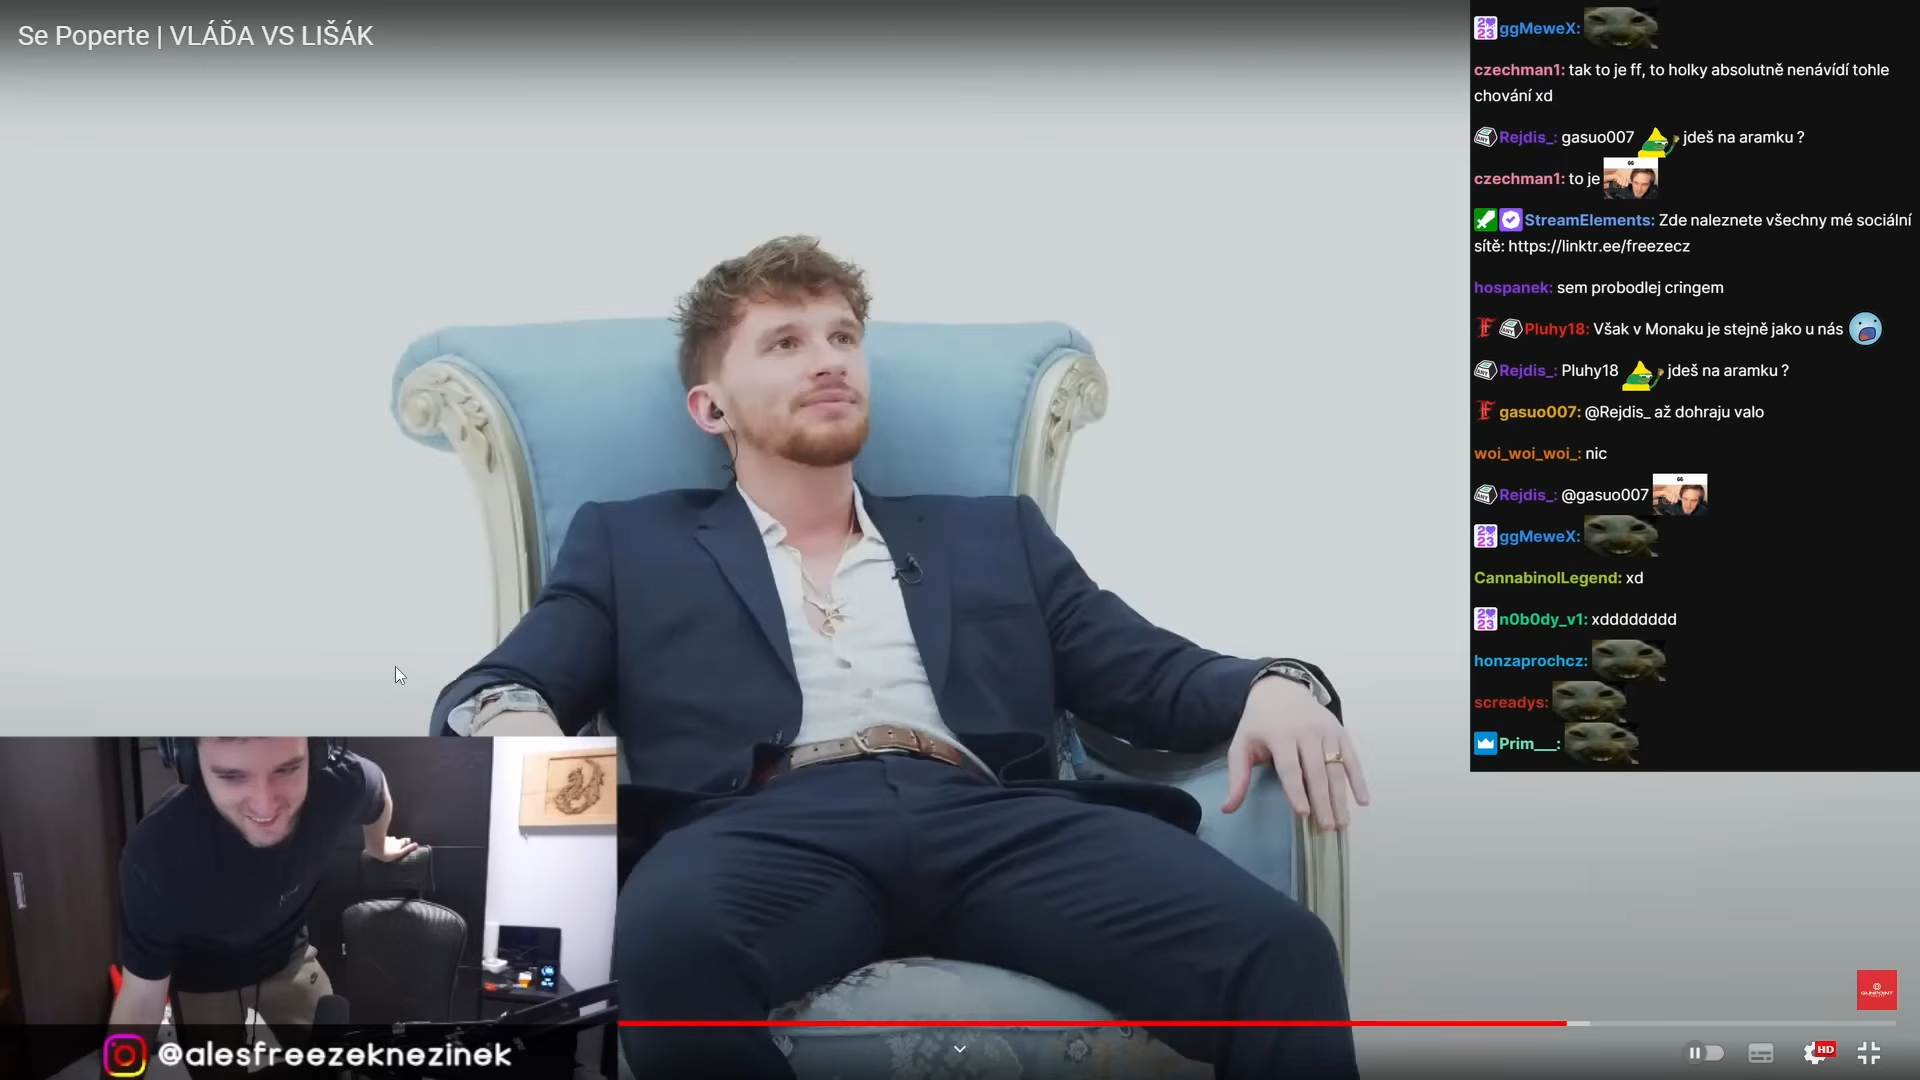 Se Poperte | VLÁĎA VS LIŠÁK
ggMeweX:
czechman1: tak to je ff, to holky absolutně nenávídí tohle
chování xd
Rejdis_: gasuo007 jdeš na aramku ?
czechman1: to je
StreamElements: Zde naleznete všechny mé sociální
sítě: https://linktr.ee/freezecz
hospanek: sem probodlej cringem
Pluhy18: Však v Monaku je stejně jako u nás
Rejdis_: Pluhy18 jdeš na aramku ?
gasuo007: @Rejdis_ až dohraju valo
woi_woi_woi_: nic
Rejdis_: @gasuo007
ggMeweX:
CannabinolLegend: xd
n0b0dy_v1: xdddddddd
honzaprochcz:
screadys:
Prim___:
GUNPOINT
@alesfreezeknezinek
HD